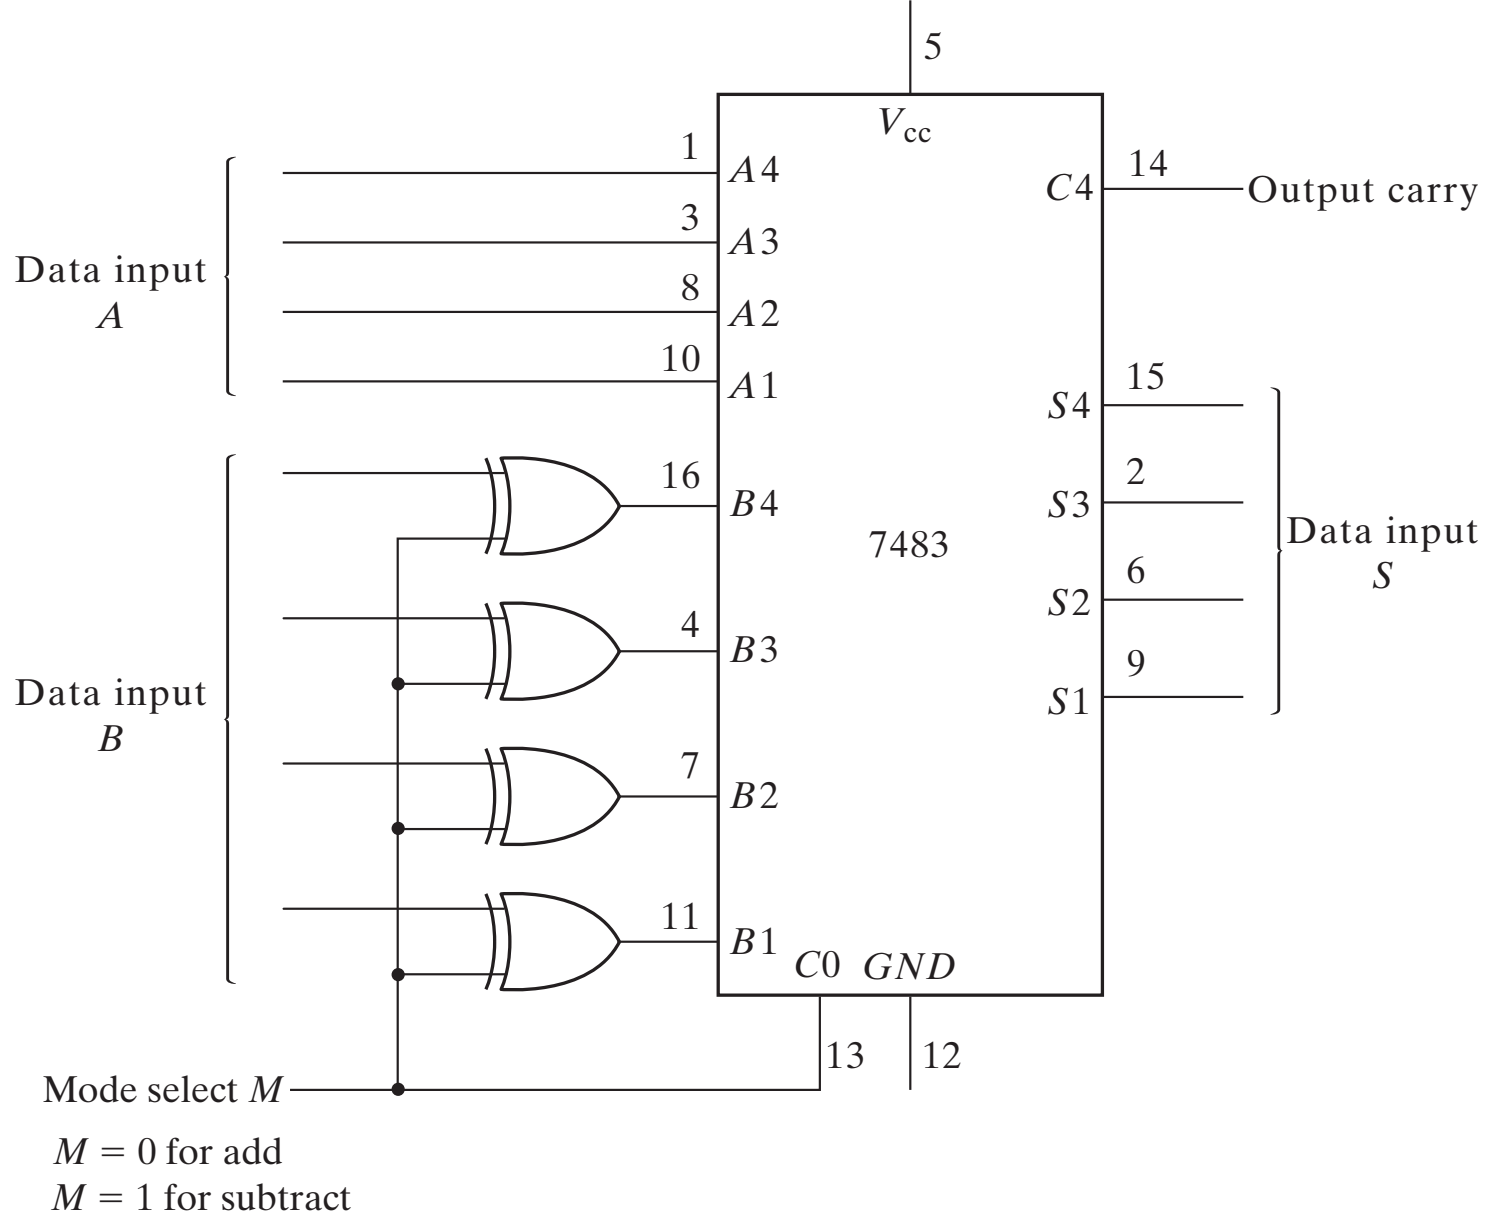 5
V_cc
1
A4
14
C4
Output carry
3
A3
Data input
A
8
A2
10
A1
15
S4
16
B4
2
S3
7483
Data input
S
6
S2
4
B3
9
S1
Data input
B
7
B2
11
B1
C0 GND
13
12
Mode select M
M = 0 for add
M = 1 for subtract